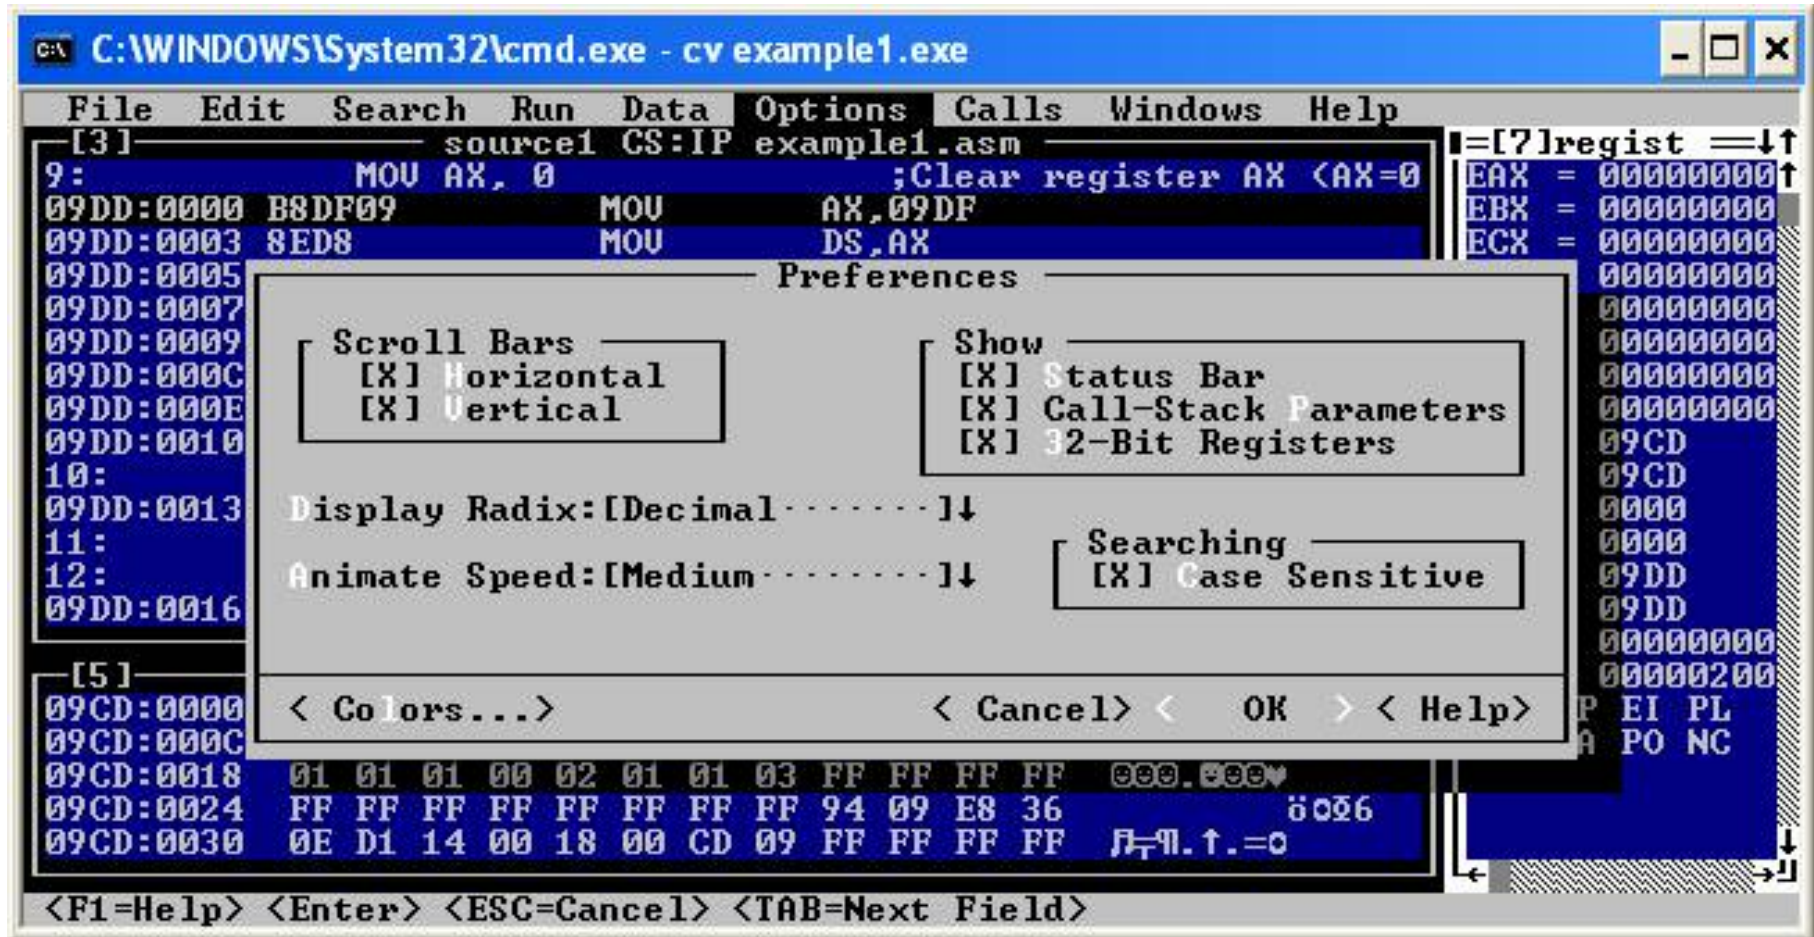 C:\WINDOWS\System32\cmd.exe - cv example1.exe
File Edit Search Run Data Options Calls Windows Help
[3] source1 CS:IP example1.asm
[7]regist
9: MOV AX, 0 ;Clear register AX (AX=0
EAX = 00000000
09DD:0000 B8DF09 MOV AX,09DF
EBX = 00000000
09DD:0003 8ED8 MOV DS,AX
ECX = 00000000
09DD:0005 Preferences 00000000
09DD:0007 00000000
09DD:0009 Scroll Bars Show 00000000
09DD:000C [X] Horizontal [X] Status Bar 00000000
09DD:000E [X] Vertical [X] Call-Stack Parameters 00000000
09DD:0010 [X] 32-Bit Registers 09CD
10: 09CD
09DD:0013 Display Radix:[Decimal·······]↓ 0000
11: Searching 0000
12: Animate Speed:[Medium········]↓ [X] Case Sensitive 09DD
09DD:0016 09DD
00000000
[5] 00000200
09CD:0000 < Colors...> < Cancel> < OK > < Help> P EI PL
09CD:000C A PO NC
09CD:0018 01 01 01 00 02 01 01 03 FF FF FF FF ☺☺☺.☻☺☺♥
09CD:0024 FF FF FF FF FF FF FF FF 94 09 E8 36
09CD:0030 0E D1 14 00 18 00 CD 09 FF FF FF FF ♫╤¶.↑.=○
<F1=Help> <Enter> <ESC=Cancel> <TAB=Next Field>